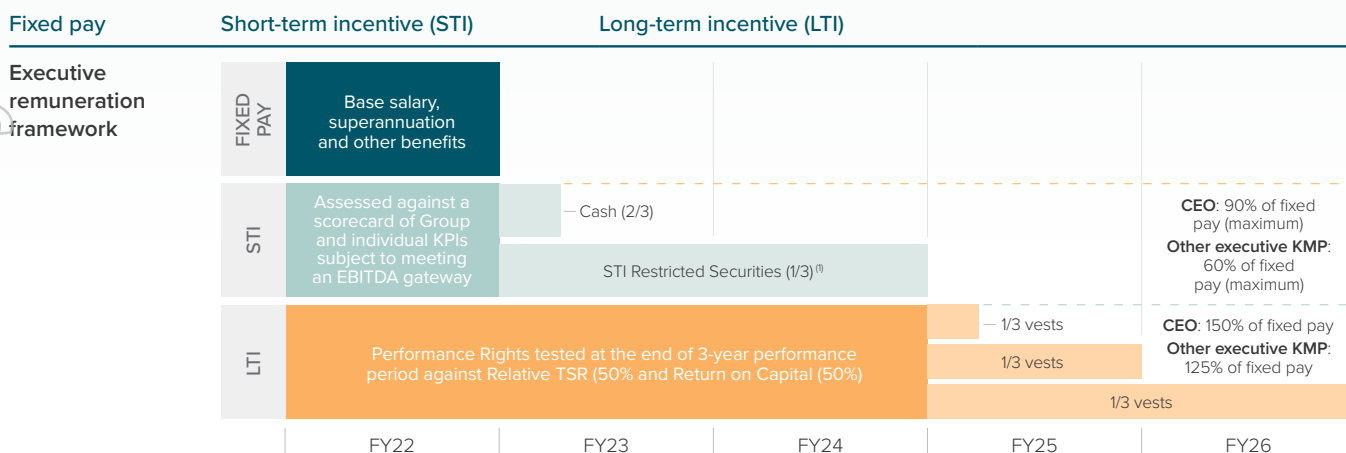 Fixed pay
Short-term incentive (STI)
Long-term incentive (LTI)
Executive
remuneration
framework
FIXED
PAY
Base salary,
superannuation
and other benefits
STI
Assessed against a
scorecard of Group
and individual KPIs
subject to meeting
an EBITDA gateway
Cash (2/3)
STI Restricted Securities (1/3) (1)
CEO: 90% of fixed
pay (maximum)
Other executive KMP:
60% of fixed
pay (maximum)
LTI
Performance Rights tested at the end of 3-year performance
period against Relative TSR (50% and Return on Capital (50%)
1/3 vests
1/3 vests
1/3 vests
CEO: 150% of fixed pay
Other executive KMP:
125% of fixed pay
FY22
FY23
FY24
FY25
FY26